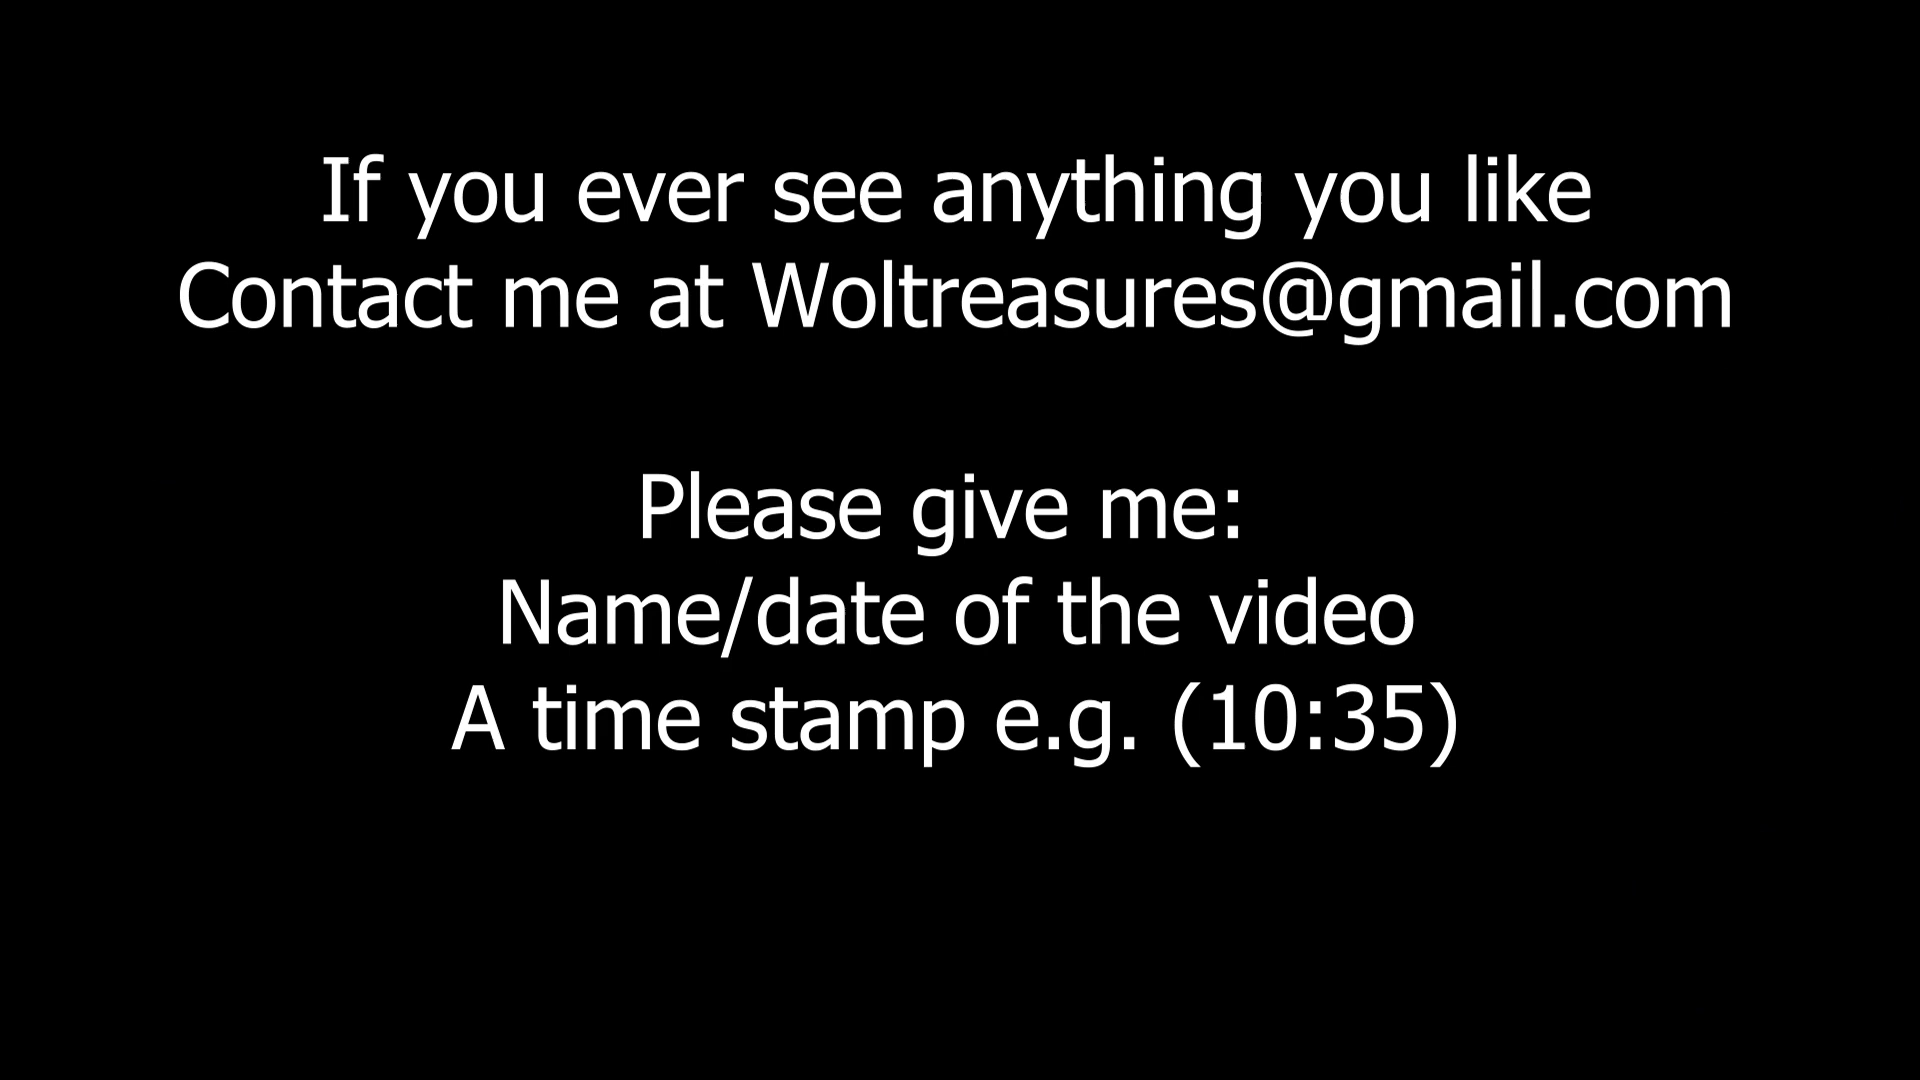 If you ever see anything you like
Contact me at Woltreasures@gmail.com
Please give me:
Name/date of the video
A time stamp e.g. (10:35)